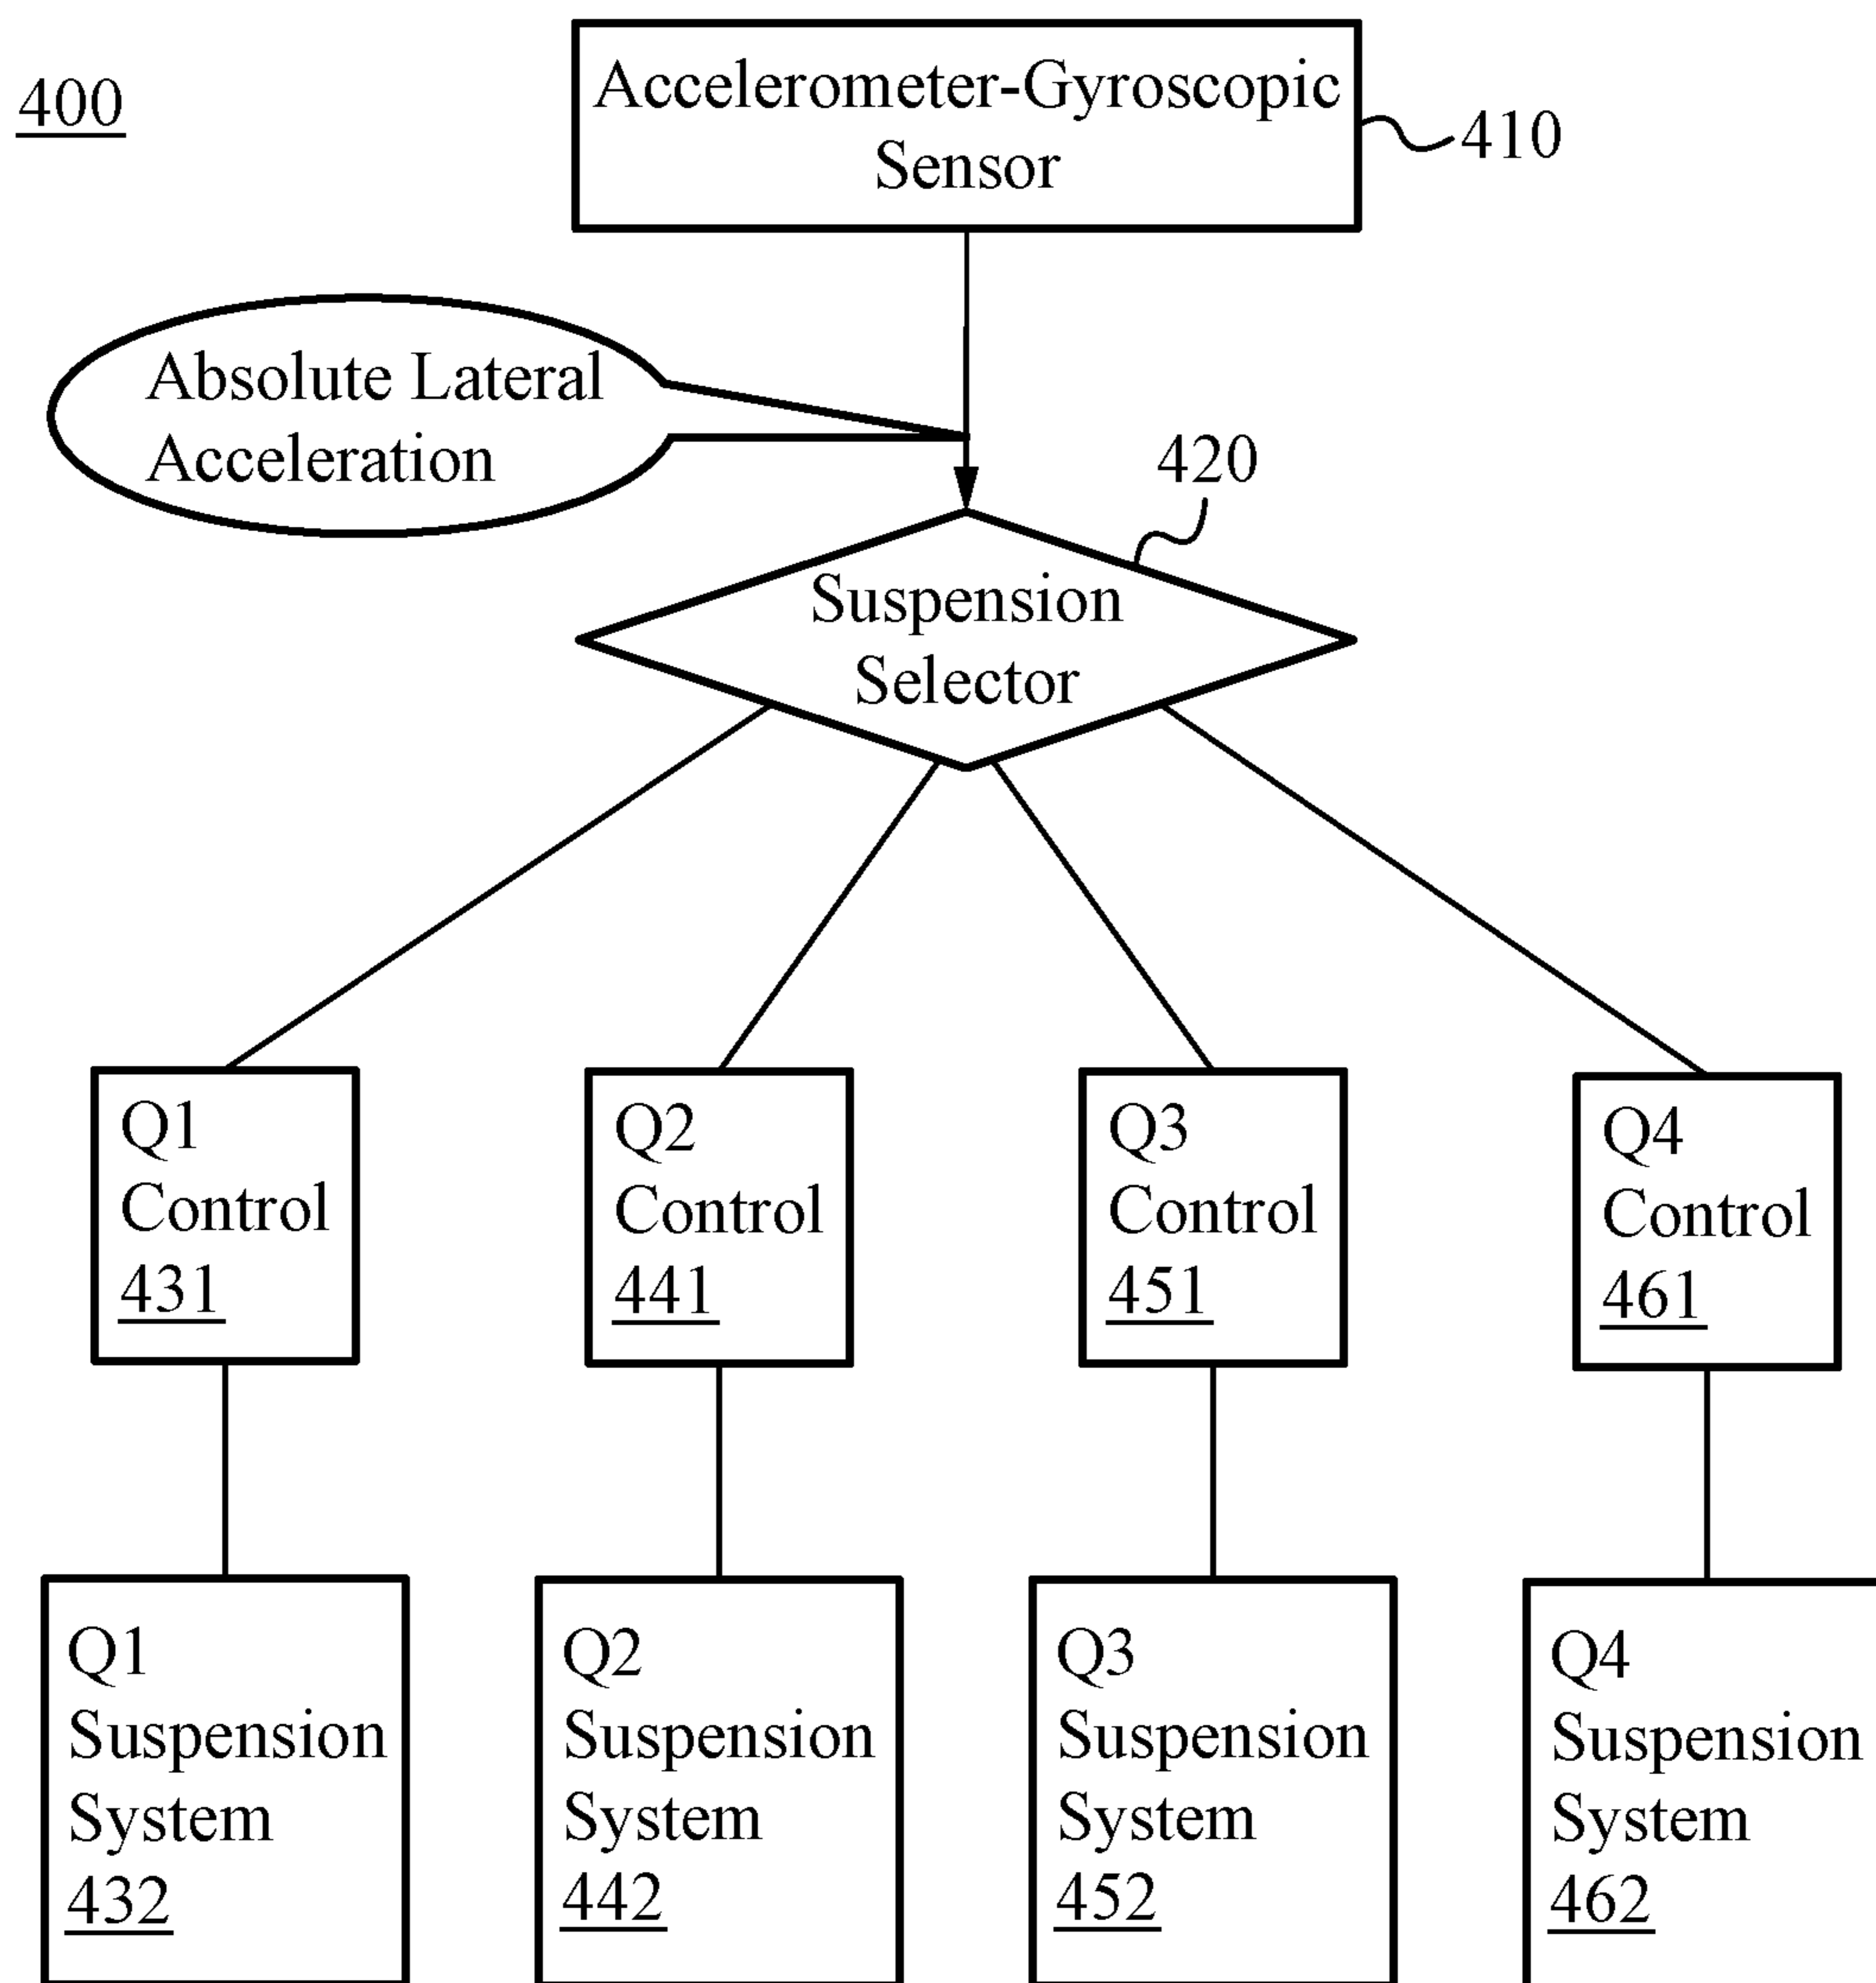 400
Accelerometer-Gyroscopic
Sensor
410
Absolute Lateral
Acceleration
420
Suspension
Selector
Q1
Control
431
Q2
Control
441
Q3
Control
451
Q4
Control
461
Q1
Suspension
System
432
Q2
Suspension
System
442
Q3
Suspension
System
452
Q4
Suspension
System
462